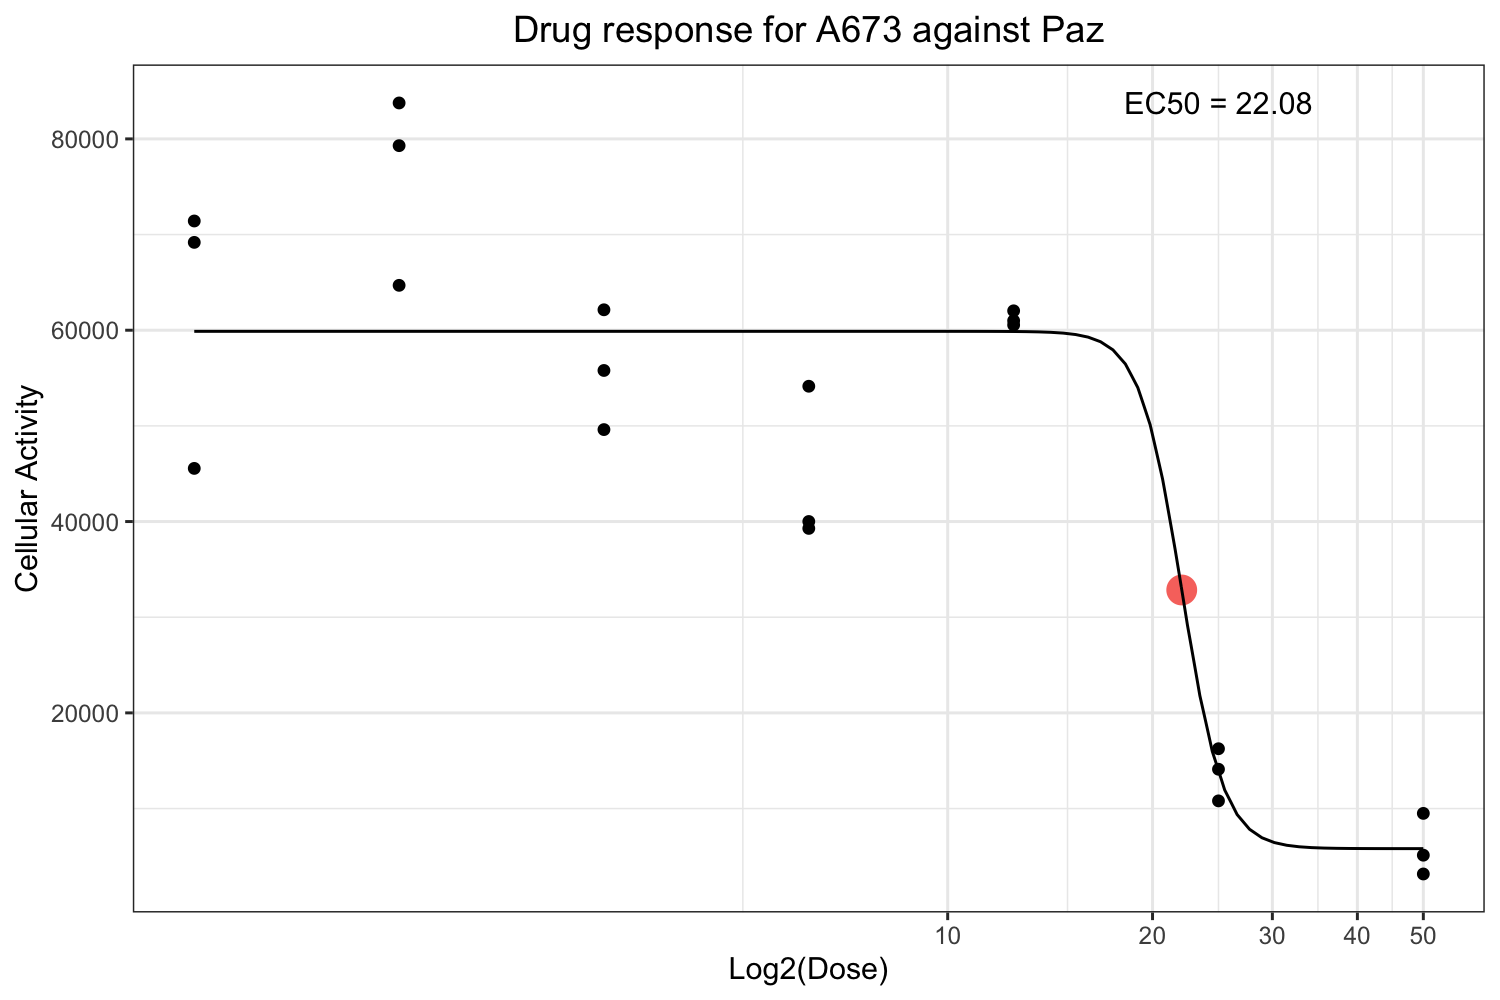 Drug response for A673 against Paz
EC50 = 22.08
80000
60000
40000
20000
Cellular Activity
10 20 30 40 50
Log2(Dose)